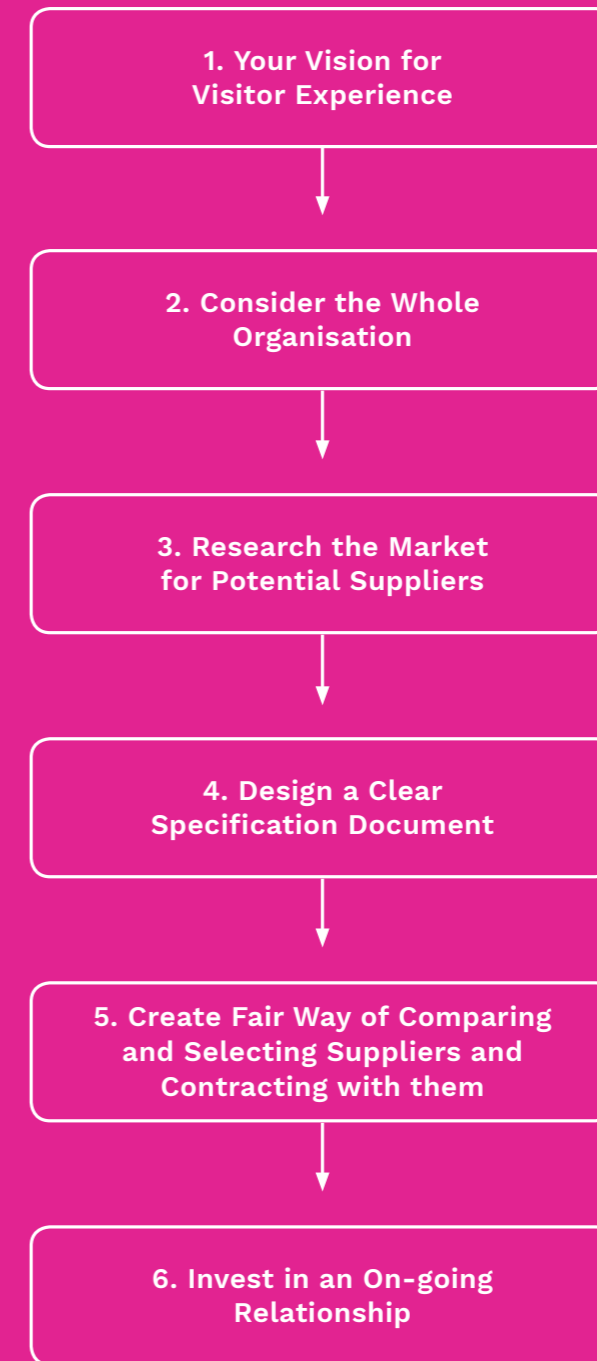 1. Your Vision for
Visitor Experience
2. Consider the Whole
Organisation
3. Research the Market
for Potential Suppliers
4. Design a Clear
Specification Document
5. Create Fair Way of Comparing
and Selecting Suppliers and
Contracting with them
6. Invest in an On-going
Relationship